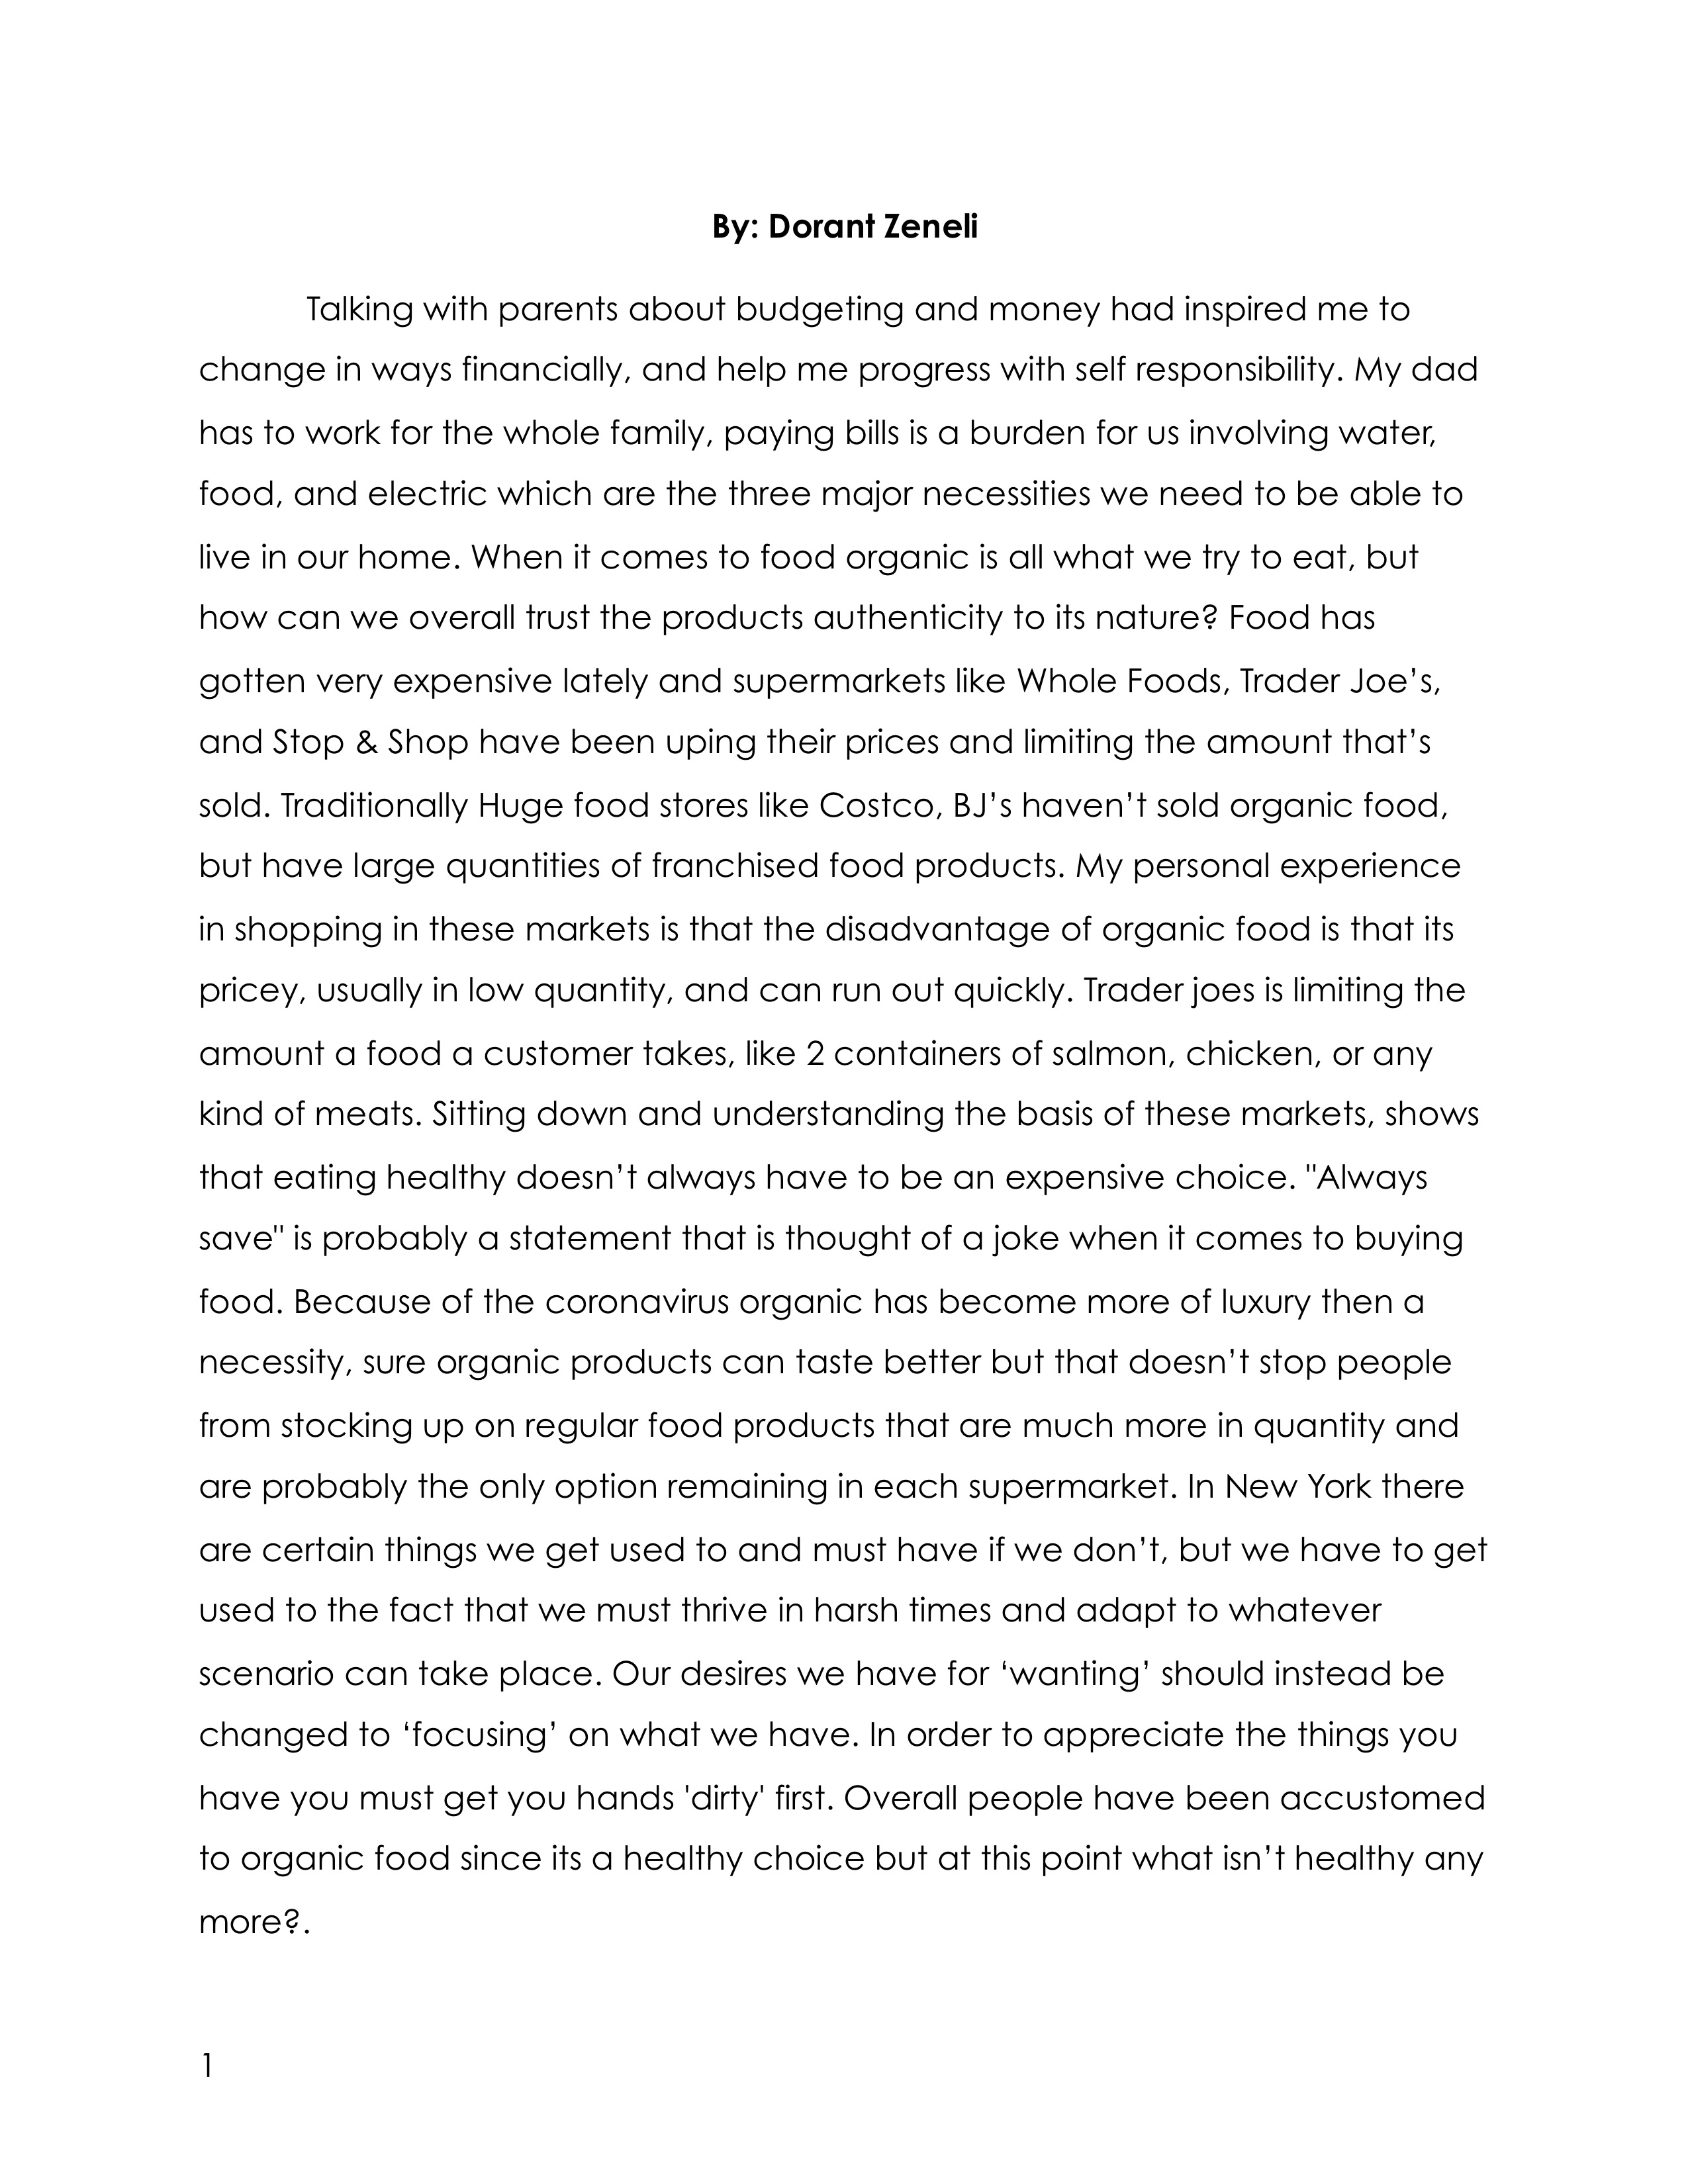 By: Dorant Zeneli
Talking with parents about budgeting and money had inspired me to
change in ways financially, and help me progress with self responsibility. My dad
has to work for the whole family, paying bills is a burden for us involving water,
food, and electric which are the three major necessities we need to be able to
live in our home. When it comes to food organic is all what we try to eat, but
how can we overall trust the products authenticity to its nature? Food has
gotten very expensive lately and supermarkets like Whole Foods, Trader Joe’s,
and Stop & Shop have been uping their prices and limiting the amount that’s
sold. Traditionally Huge food stores like Costco, BJ’s haven’t sold organic food,
but have large quantities of franchised food products. My personal experience
in shopping in these markets is that the disadvantage of organic food is that its
pricey, usually in low quantity, and can run out quickly. Trader joes is limiting the
amount a food a customer takes, like 2 containers of salmon, chicken, or any
kind of meats. Sitting down and understanding the basis of these markets, shows
that eating healthy doesn’t always have to be an expensive choice. "Always
save" is probably a statement that is thought of a joke when it comes to buying
food. Because of the coronavirus organic has become more of luxury then a
necessity, sure organic products can taste better but that doesn’t stop people
from stocking up on regular food products that are much more in quantity and
are probably the only option remaining in each supermarket. In New York there
are certain things we get used to and must have if we don’t, but we have to get
used to the fact that we must thrive in harsh times and adapt to whatever
scenario can take place. Our desires we have for ‘wanting’ should instead be
changed to ‘focusing’ on what we have. In order to appreciate the things you
have you must get you hands 'dirty' first. Overall people have been accustomed
to organic food since its a healthy choice but at this point what isn’t healthy any
more?.
1